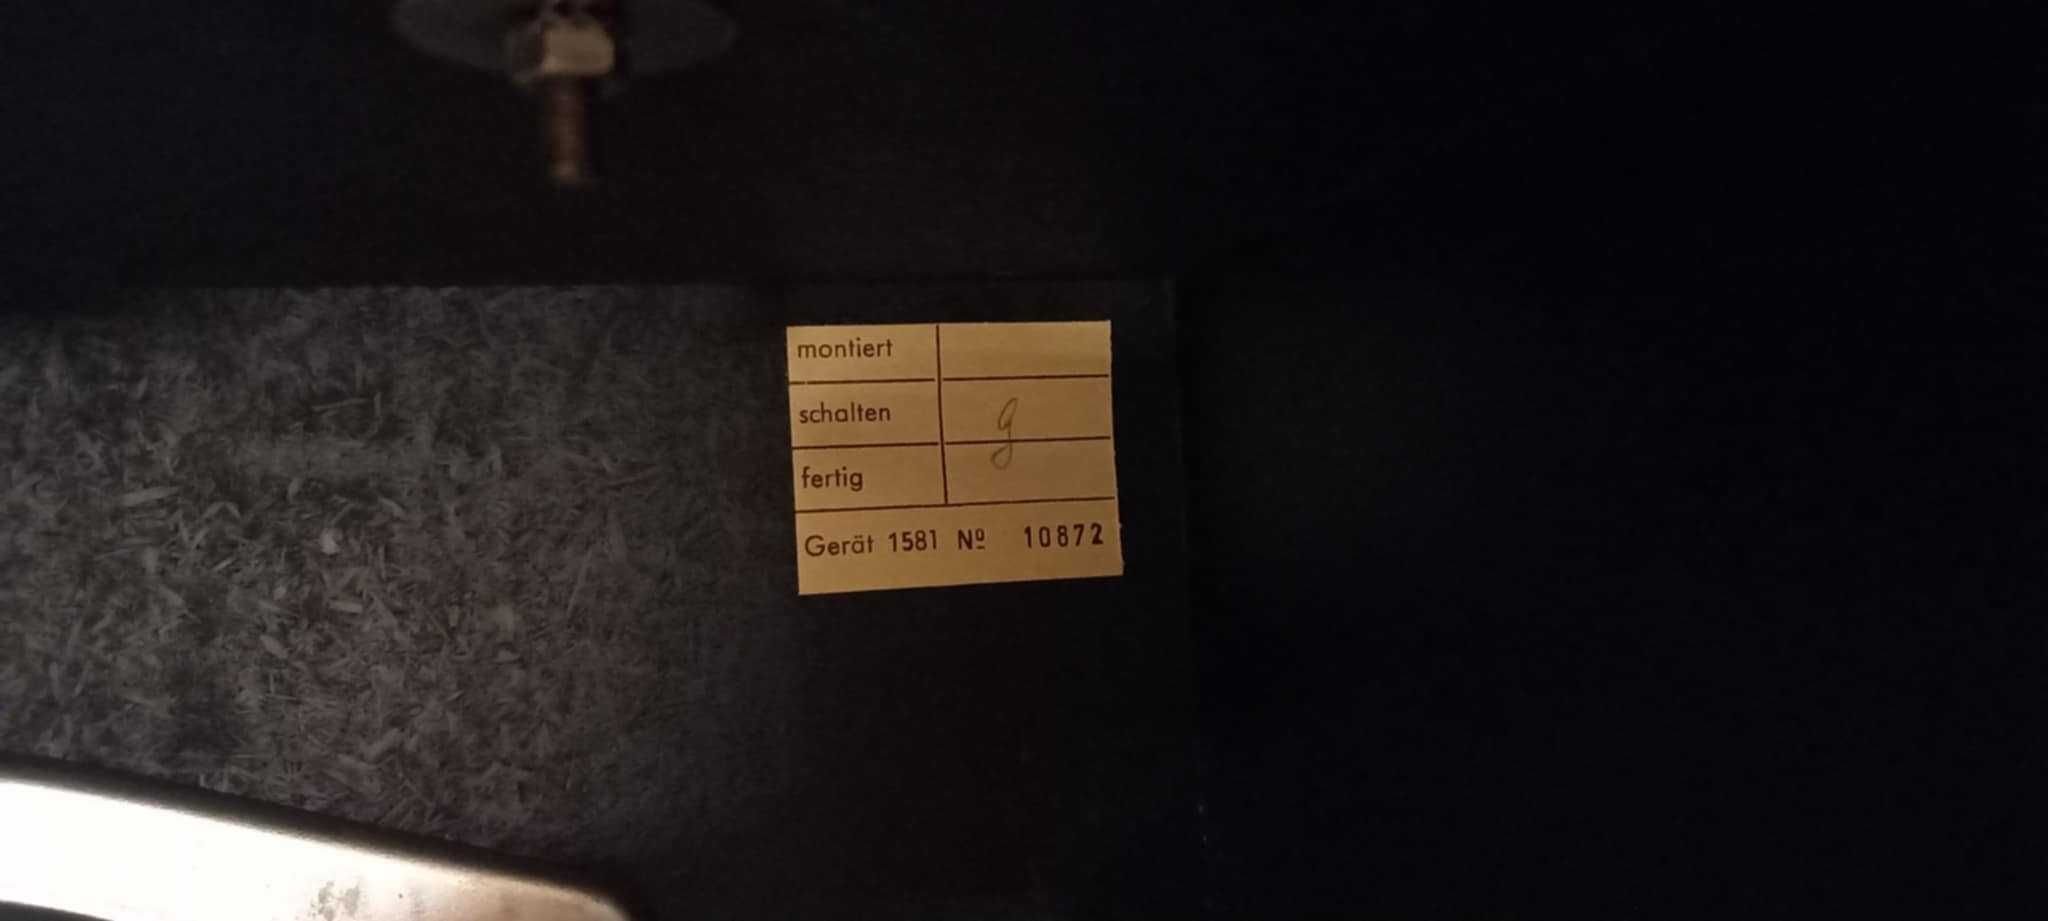 montiert
schalten g
fertig
Gerät 1581 Nº 10872